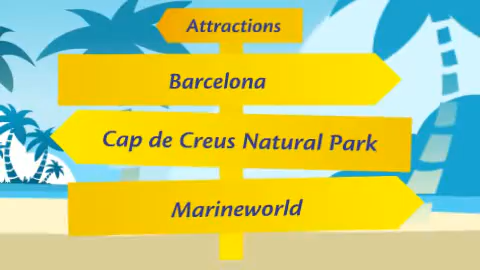 Attractions
Barcelona
Cap de Creus Natural Park
Marineworld